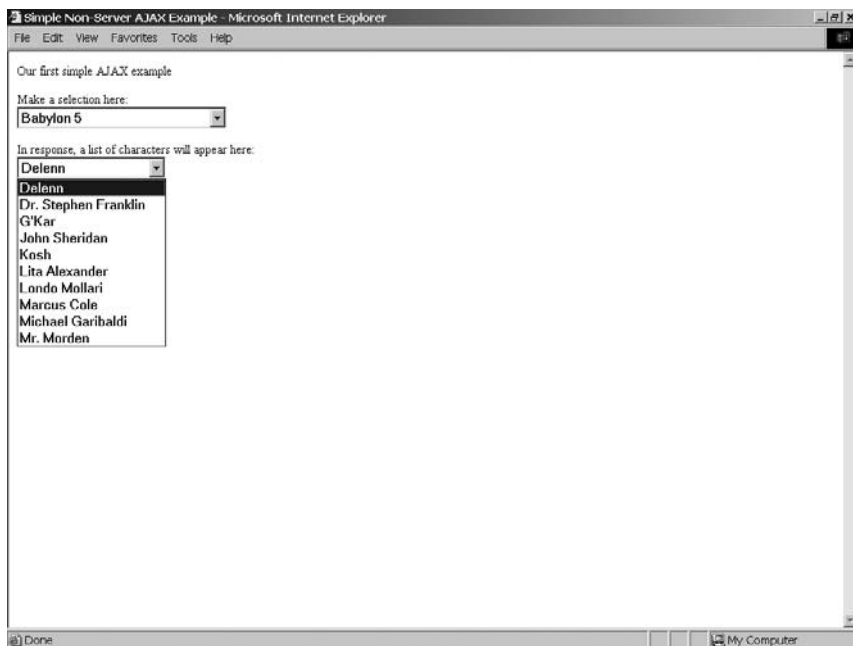 Simple Non-Server AJAX Example - Microsoft Internet Explorer
File Edit View Favorites Tools Help
Our first simple AJAX example
Make a selection here:
Babylon 5
In response, a list of characters will appear here:
Delenn
Delenn
Dr. Stephen Franklin
G'Kar
John Sheridan
Kosh
Lita Alexander
Londo Mollari
Marcus Cole
Michael Garibaldi
Mr. Morden
Done
My Computer